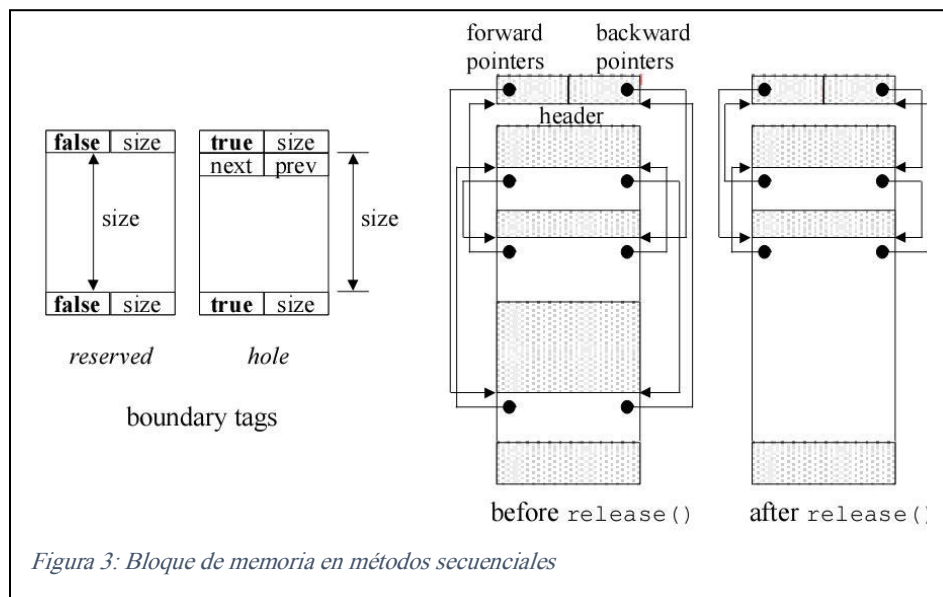 forward pointers
backward pointers
header
false size
size
false size
reserved
true size
next prev
size
true size
hole
boundary tags
before release()
after release()
Figura 3: Bloque de memoria en métodos secuenciales